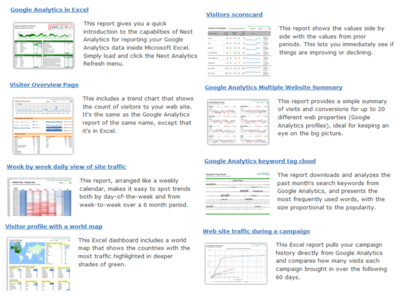 Google Analytics in Excel
This report gives you a quick
introduction to the capabilties of Next
Analytics for reporting your Google
Analytics data inside Microsoft Excel.
Simply load and click the Next Analytics
Refresh menu.
Visitor Overview Page
This includes a trend chart that shows
the count of visitors to your web site.
It's the same as the Google Analytics
report of the same name, except that
it's in Excel.
Week by week daily view of site traffic
This report, arranged like a weekly
calendar, makes it easy to spot trends
both by day-of-the-week and from
week-to-week over a 6 month period.
Visitor profile with a world map
This Excel dashboard includes a world
map that shows the countries with the
most traffic highlighted in deeper
shades of green.
Visitors scorecard
This report shows the values side by
side with the values from prior
periods. This lets you immediately see if
things are improving or declining.
Google Analytics Multiple Website Summary
This report provides a simple summary
of visits and conversions for up to 20
different web properties (Google
Analytics profiles), ideal for keeping an
eye on the big picture.
Google Analytics keyword tag cloud
The report downloads and analyzes the
past month's search keywords from
Google Analytics, and presents the
most frequently used words, with the
size proportional to the popularity.
Web site traffic during a campaign
This Excel report pulls your campaign
history directly from Google Analytics
and compares how many visits each
campaign brought in over the following
60 days.